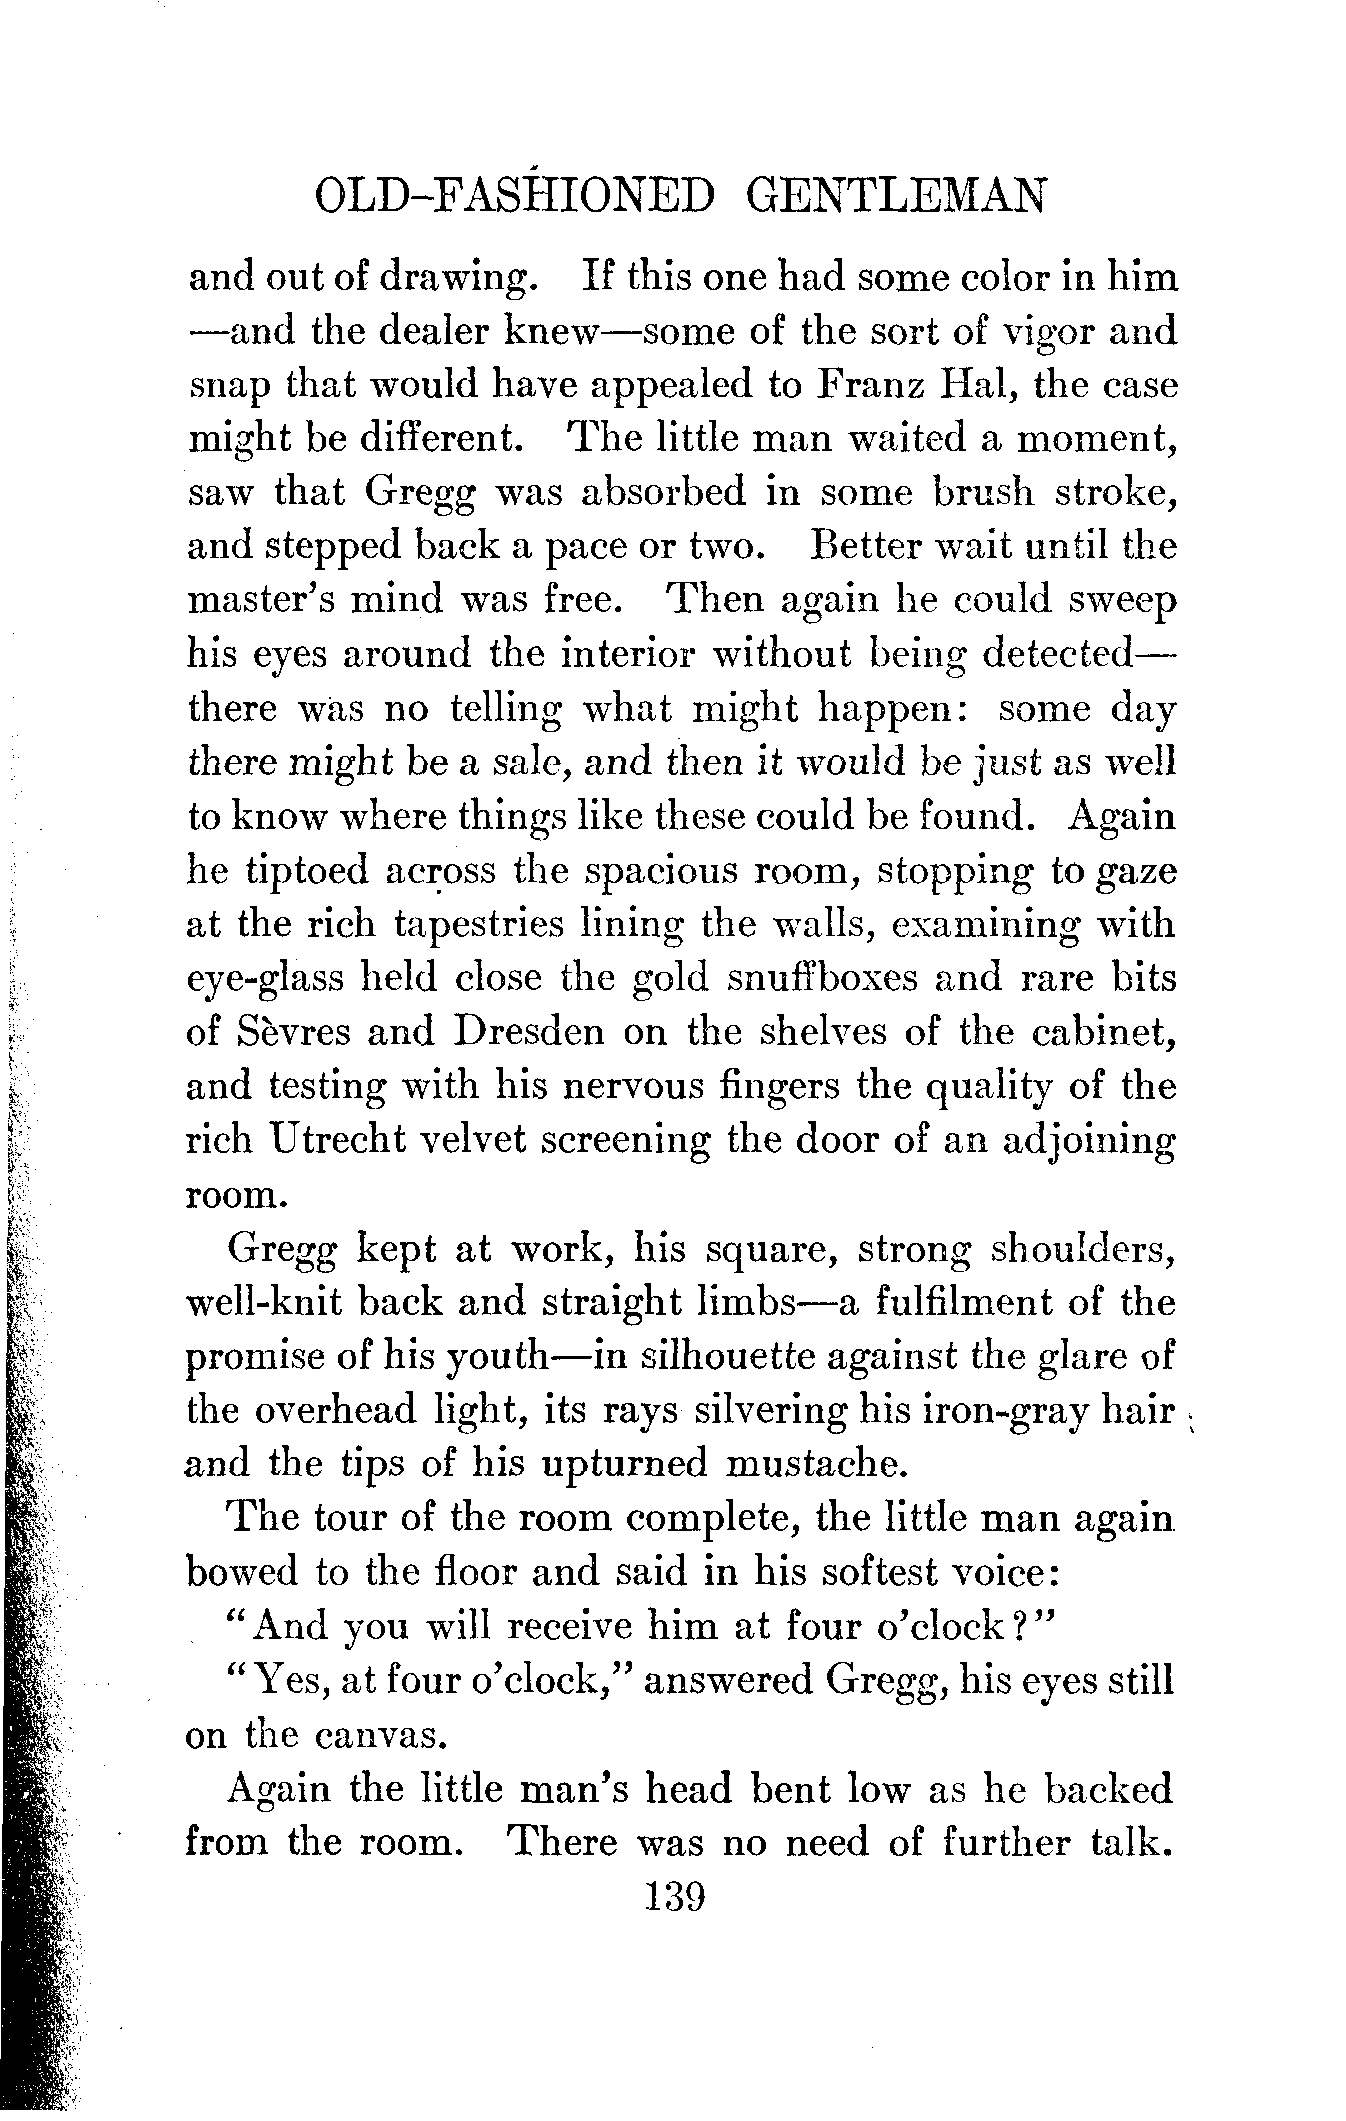 OLD-FASHIONED GENTLEMAN
and out of drawing. If this one had some color in him
—and the dealer knew—some of the sort of vigor and
snap that would have appealed to Franz Hal, the case
might be different. The little man waited a moment,
saw that Gregg was absorbed in some brush stroke,
and stepped back a pace or two. Better wait until the
master's mind was free. Then again he could sweep
his eyes around the interior without being detected—
there was no telling what might happen: some day
there might be a sale, and then it would be just as well
to know where things like these could be found. Again
he tiptoed across the spacious room, stopping to gaze
at the rich tapestries lining the walls, examining with
eye-glass held close the gold snuffboxes and rare bits
of Sèvres and Dresden on the shelves of the cabinet,
and testing with his nervous fingers the quality of the
rich Utrecht velvet screening the door of an adjoining
room.
Gregg kept at work, his square, strong shoulders,
well-knit back and straight limbs—a fulfilment of the
promise of his youth—in silhouette against the glare of
the overhead light, its rays silvering his iron-gray hair
and the tips of his upturned mustache.
The tour of the room complete, the little man again
bowed to the floor and said in his softest voice:
"And you will receive him at four o'clock?"
"Yes, at four o'clock," answered Gregg, his eyes still
on the canvas.
Again the little man's head bent low as he backed
from the room. There was no need of further talk.
139